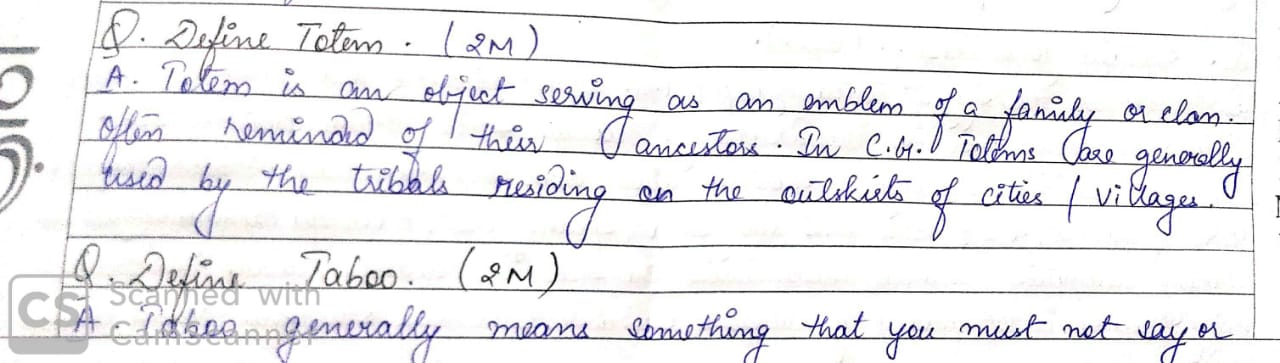 Q. Define Totem. (2M)
A. Totem is an object serving as an emblem of a family or clan.
often reminded of their ancestors. In C.G. Totems are generally
used by the tribals residing on the outskirts of cities / villages.
Q. Define Taboo. (2M)
A. Taboo generally means something that you must not say or
CS Scanned with
CamScanner